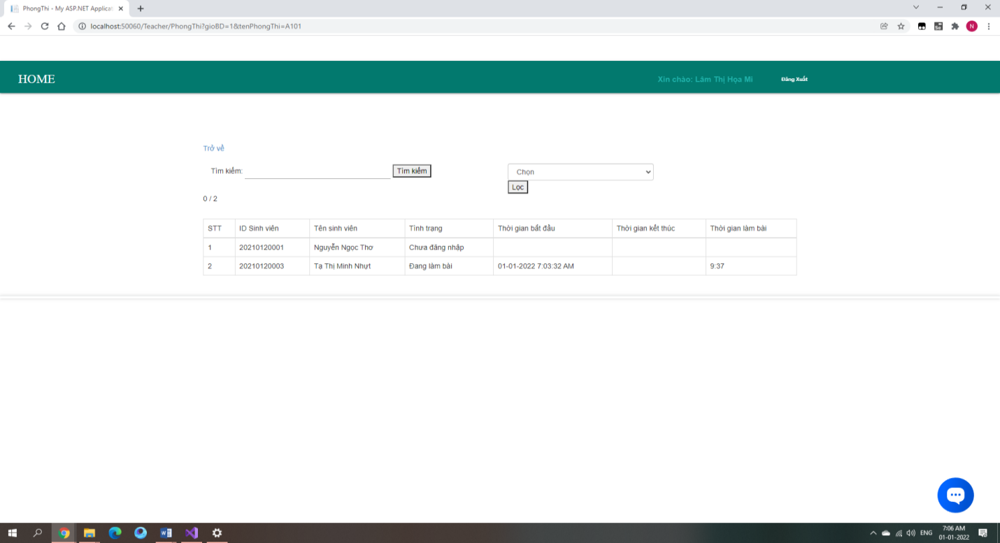 PhongThi - My ASP.NET Applicat
localhost:50060/Teacher/PhongThi?gioBD=1&tenPhongThi=A101
N
HOME
Xin chào: Lâm Thị Họa Mi
Đăng Xuất
Trở về
Tìm kiếm:
Tìm kiếm
Chọn
Lọc
0 / 2
STT ID Sinh viên Tên sinh viên Tình trạng Thời gian bắt đầu Thời gian kết thúc Thời gian làm bài
1 20210120001 Nguyễn Ngọc Thơ Chưa đăng nhập
2 20210120003 Tạ Thị Minh Nhựt Đang làm bài 01-01-2022 7:03:32 AM 9:37
ENG
7:06 AM
01-01-2022